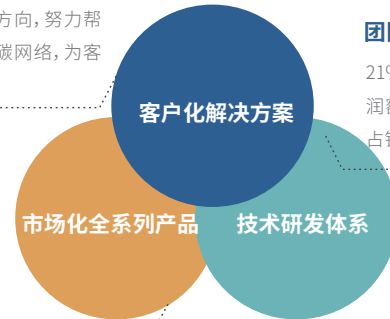 方向，努力帮
碳网络，为客
团
21
润
占
客户化解决方案
市场化全系列产品
技术研发体系